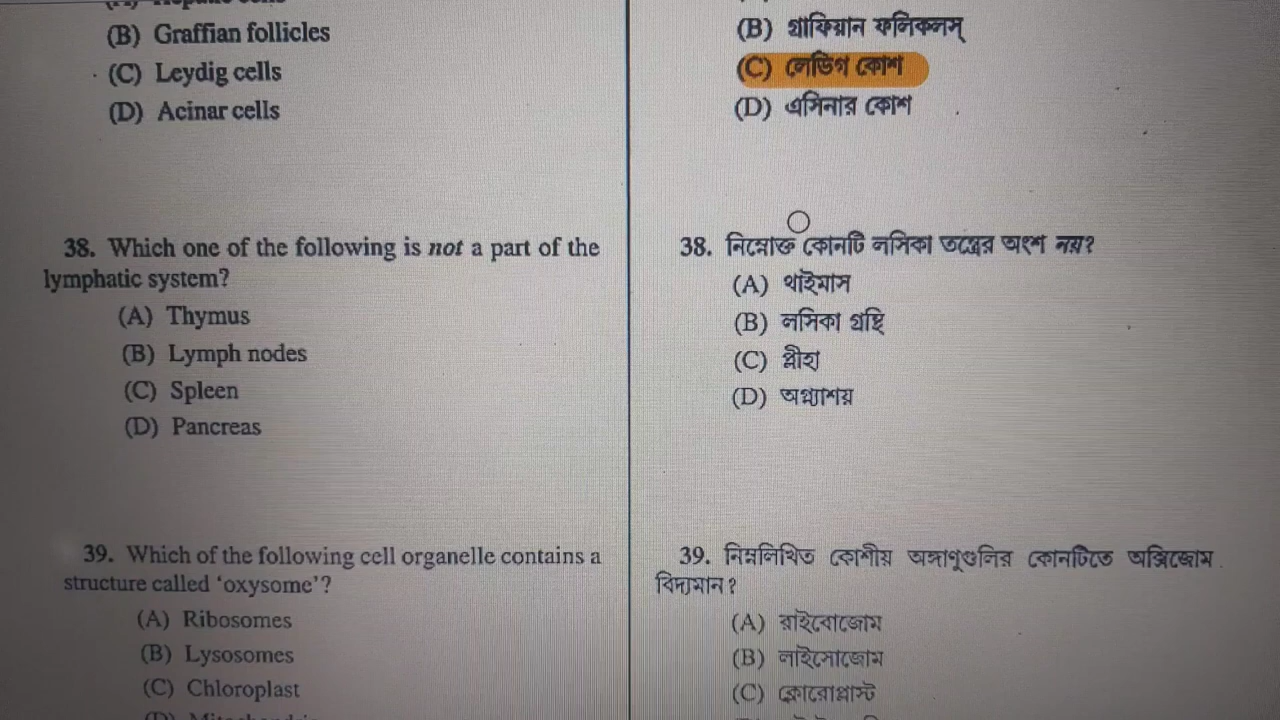 (B) Graffian follicles
(C) Leydig cells
(D) Acinar cells
38. Which one of the following is not a part of the
lymphatic system?
(A) Thymus
(B) Lymph nodes
(C) Spleen
(D) Pancreas
39. Which of the following cell organelle contains a
structure called ‘oxysome’?
(A) Ribosomes
(B) Lysosomes
(C) Chloroplast
(B) গ্রাফিয়ান ফলিকলস্
(C) লেডিগ কোশ
(D) এসিনার কোশ
38. নিম্নোক্ত কোনটি লসিকা তন্ত্রের অংশ নয়?
(A) থাইমাস
(B) লসিকা গ্রন্থি
(C) প্লীহা
(D) অগ্ন্যাশয়
39. নিম্নলিখিত কোশীয় অঙ্গাণুগুলির কোনটিতে অক্সিজোম
বিদ্যমান?
(A) রাইবোজোম
(B) লাইসোজোম
(C) ক্লোরোপ্লাস্ট